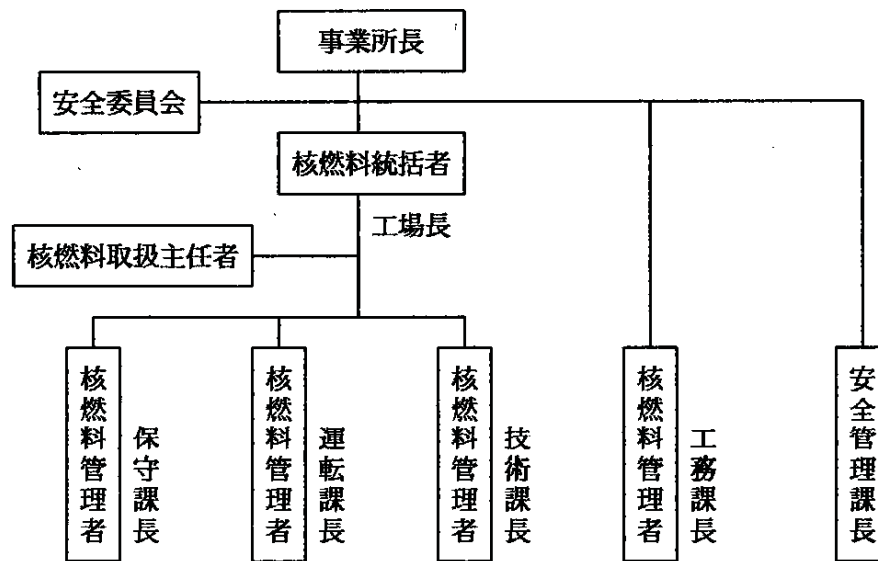 事業所長
安全委員会
核燃料統括者
工場長
核燃料取扱主任者
核燃料管理者
保守課長
核燃料管理者
運転課長
核燃料管理者
技術課長
核燃料管理者
工務課長
安全管理課長